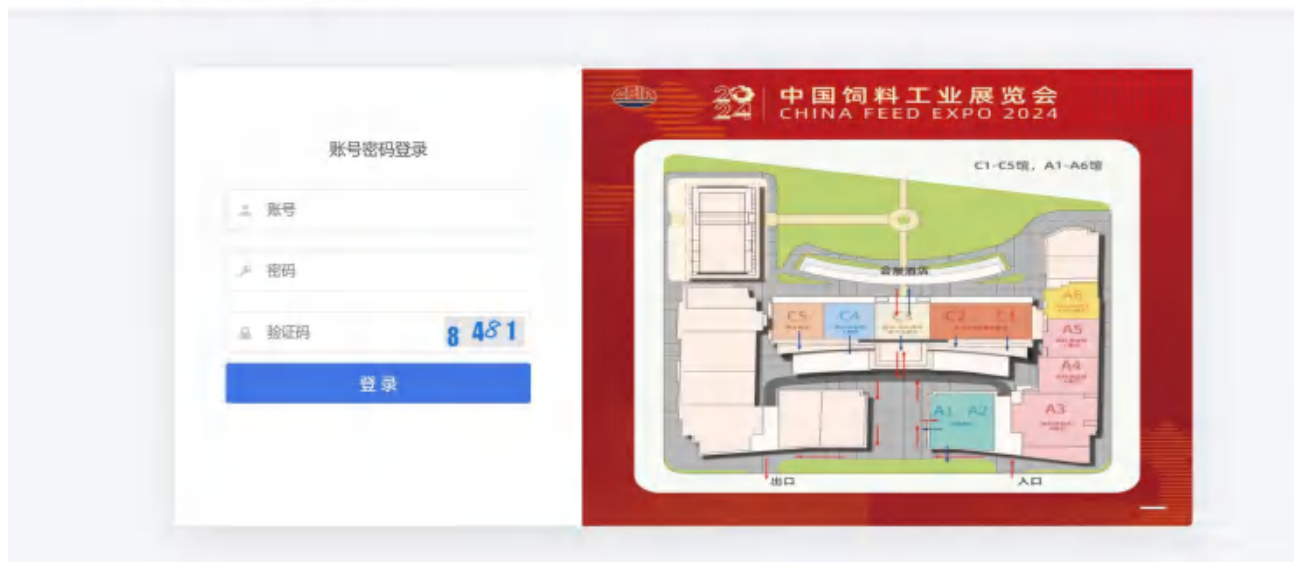 账号密码登录
账号
密码
验证码
8 481
登录
2024
中国饲料工业展览会
CHINA FEED EXPO 2024
C1-C5馆，A1-A6馆
会展酒店
C5
C4
C3
C2
C1
A6
A5
A4
A3
A1
A2
出口
入口